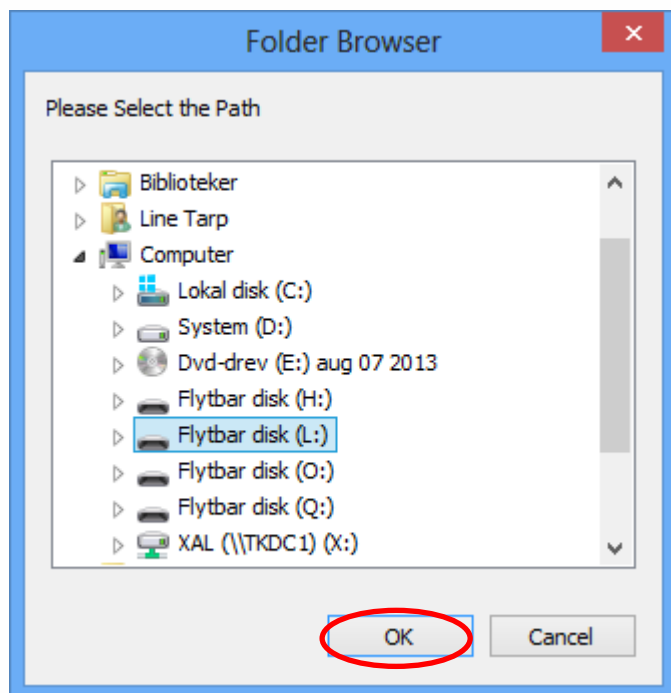 Folder Browser
Please Select the Path
Biblioteker
Line Tarp
Computer
Lokal disk (C:)
System (D:)
Dvd-drev (E:) aug 07 2013
Flytbar disk (H:)
Flytbar disk (L:)
Flytbar disk (O:)
Flytbar disk (Q:)
XAL (\\TKDC1) (X:)
OK Cancel